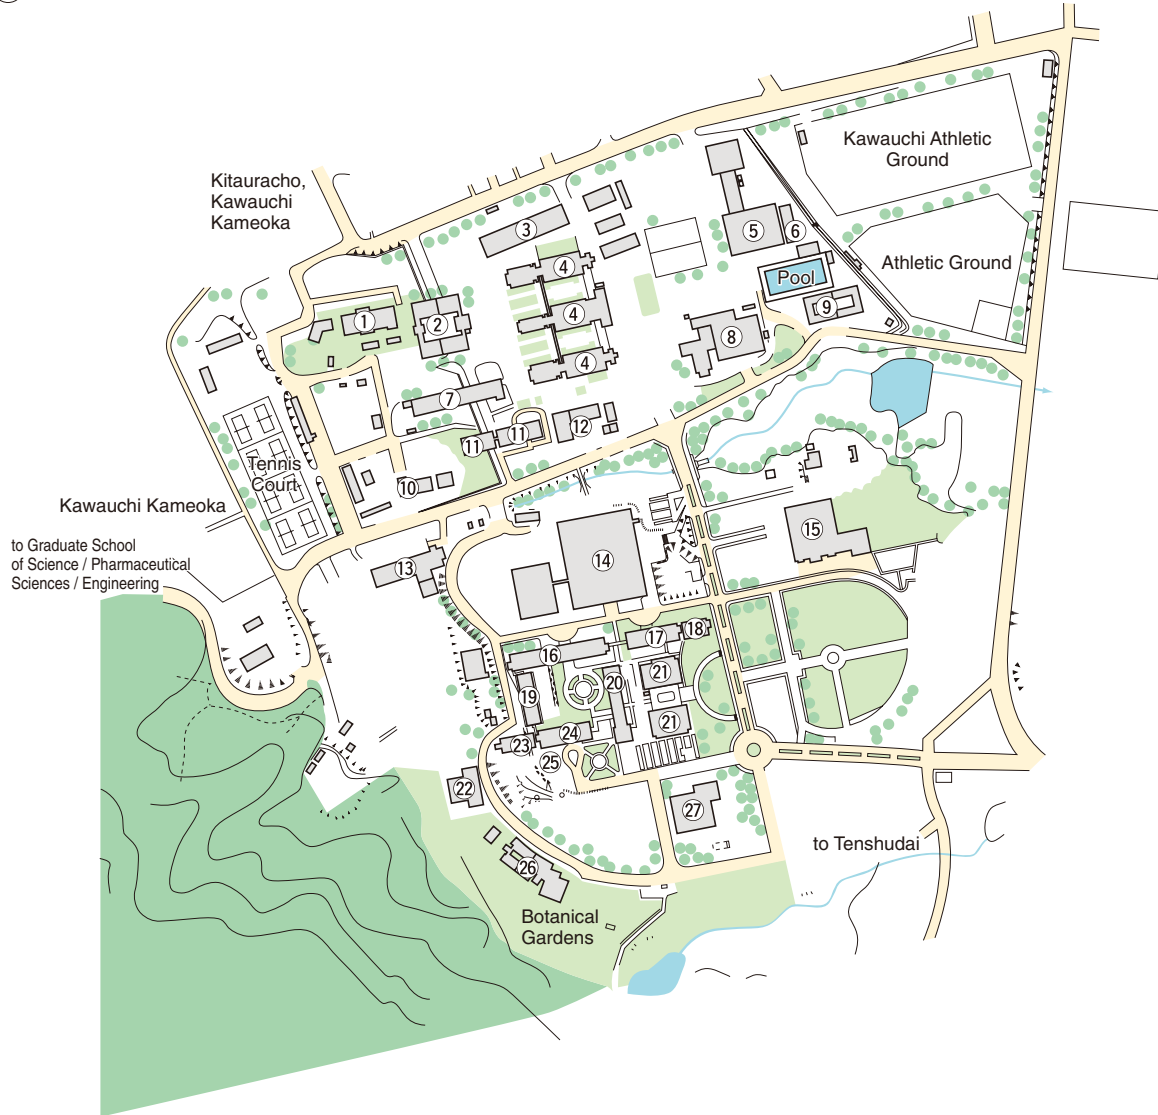 Kawauchi Athletic
Ground
Kitauracho,
Kawauchi
Kameoka
3
5
6
4
Athletic Ground
Pool
9
1
2
4
8
4
7
11
11
12
Tennis
Court
10
Kawauchi Kameoka
to Graduate School
of Science / Pharmaceutical
Sciences / Engineering
13
14
15
16
17
18
19
20
21
21
23
24
25
22
27
26
to Tenshudai
Botanical
Gardens